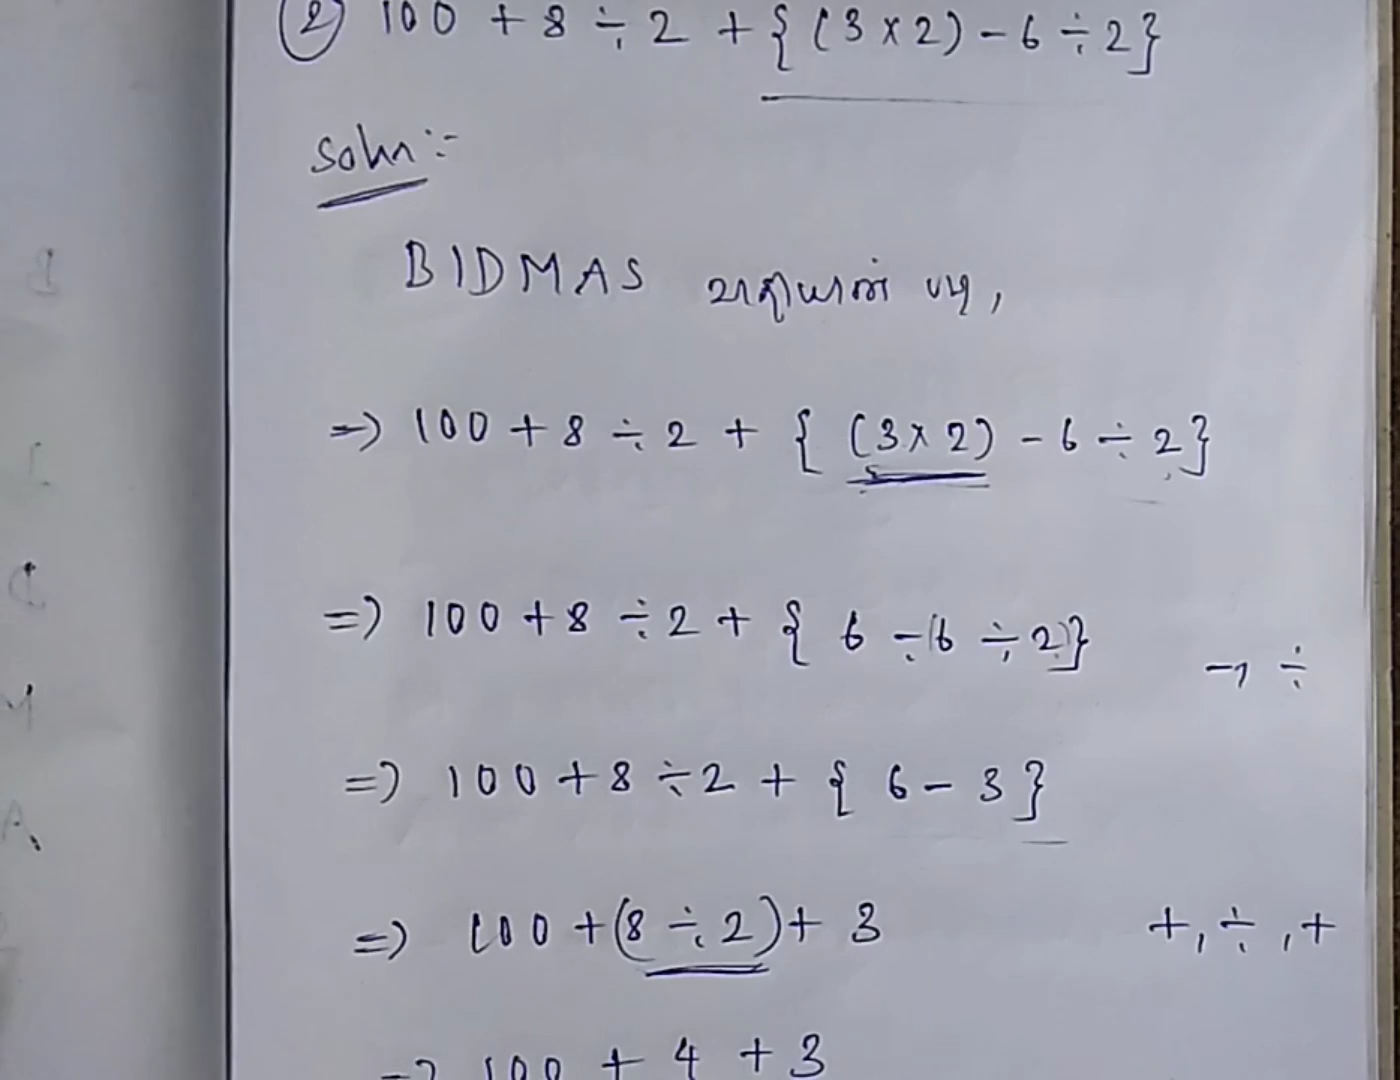 ② 100 + 8 ÷ 2 + { (3 x 2) - 6 ÷ 2}
Soln :-
BIDMAS படி,
=> 100 + 8 ÷ 2 + { (3 x 2) - 6 ÷ 2}
=> 100 + 8 ÷ 2 + { 6 - 6 ÷ 2}
-, ÷
=> 100 + 8 ÷ 2 + { 6 - 3 }
=> 100 + (8 ÷ 2) + 3
+, ÷, +
=> 100 + 4 + 3